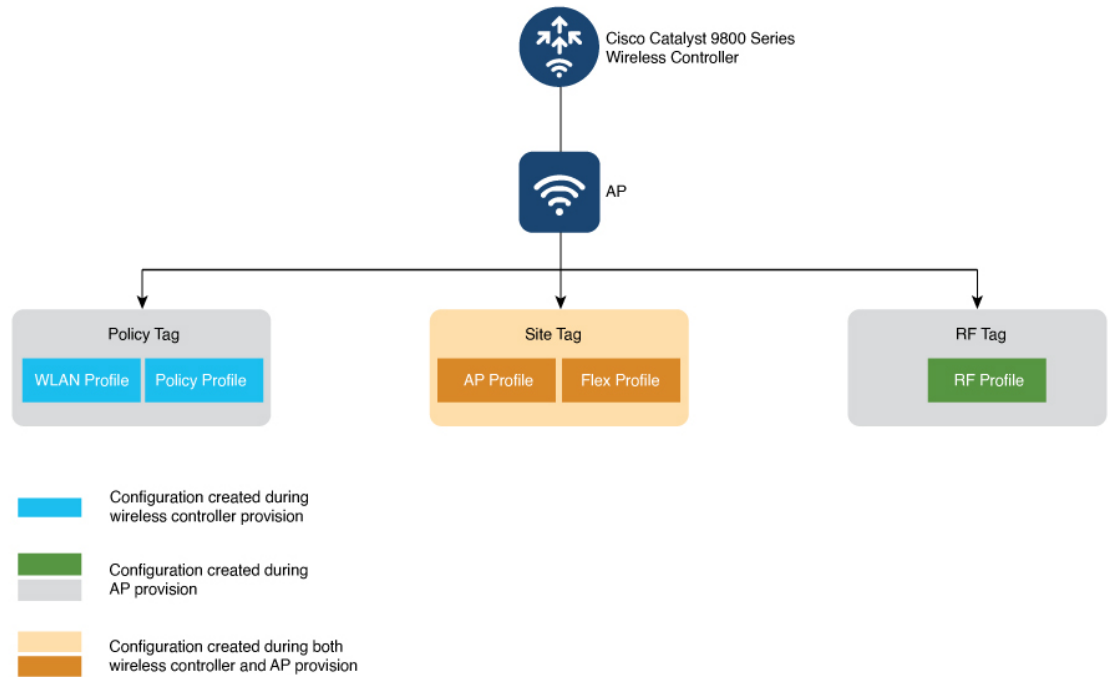 Cisco Catalyst 9800 Series
Wireless Controller
AP
Policy Tag
WLAN Profile
Policy Profile
Site Tag
AP Profile
Flex Profile
RF Tag
RF Profile
Configuration created during
wireless controller provision
Configuration created during
AP provision
Configuration created during both
wireless controller and AP provision